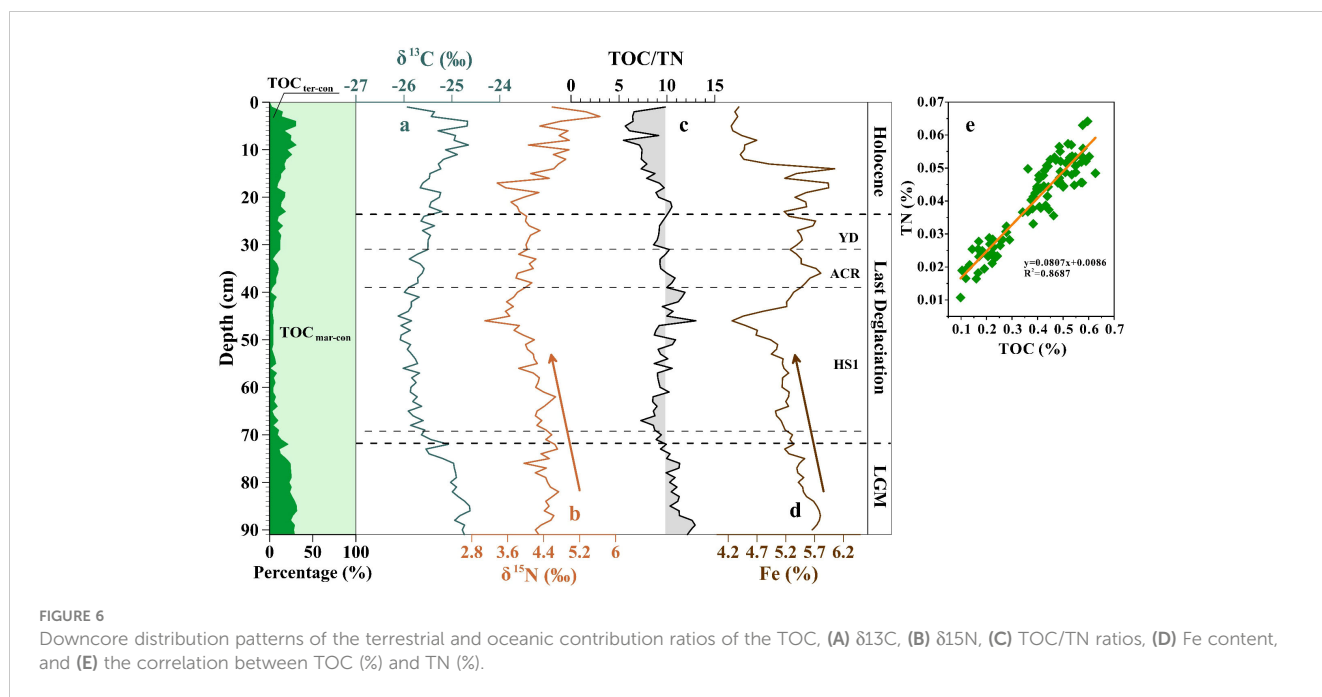 δ¹³C (‰)
TOC/TN
TOCter-con
-27 -26 -25 -24
0 5 10 15
0
10
20
30
40
50
60
70
80
90
Depth (cm)
TOCmar-con
a
b
c
d
Holocene
YD
ACR
Last Deglaciation
HS1
LGM
0 50 100
Percentage (%)
2.8 3.6 4.4 5.2 6
δ¹⁵N (‰)
4.2 4.7 5.2 5.7 6.2
Fe (%)
e
0.07
0.06
0.05
0.04
0.03
0.02
0.01
TN (%)
y=0.0807x+0.0086
R²=0.8687
0.1 0.2 0.3 0.4 0.5 0.6 0.7
TOC (%)
FIGURE 6
Downcore distribution patterns of the terrestrial and oceanic contribution ratios of the TOC, (A) δ13C, (B) δ15N, (C) TOC/TN ratios, (D) Fe content,
and (E) the correlation between TOC (%) and TN (%).